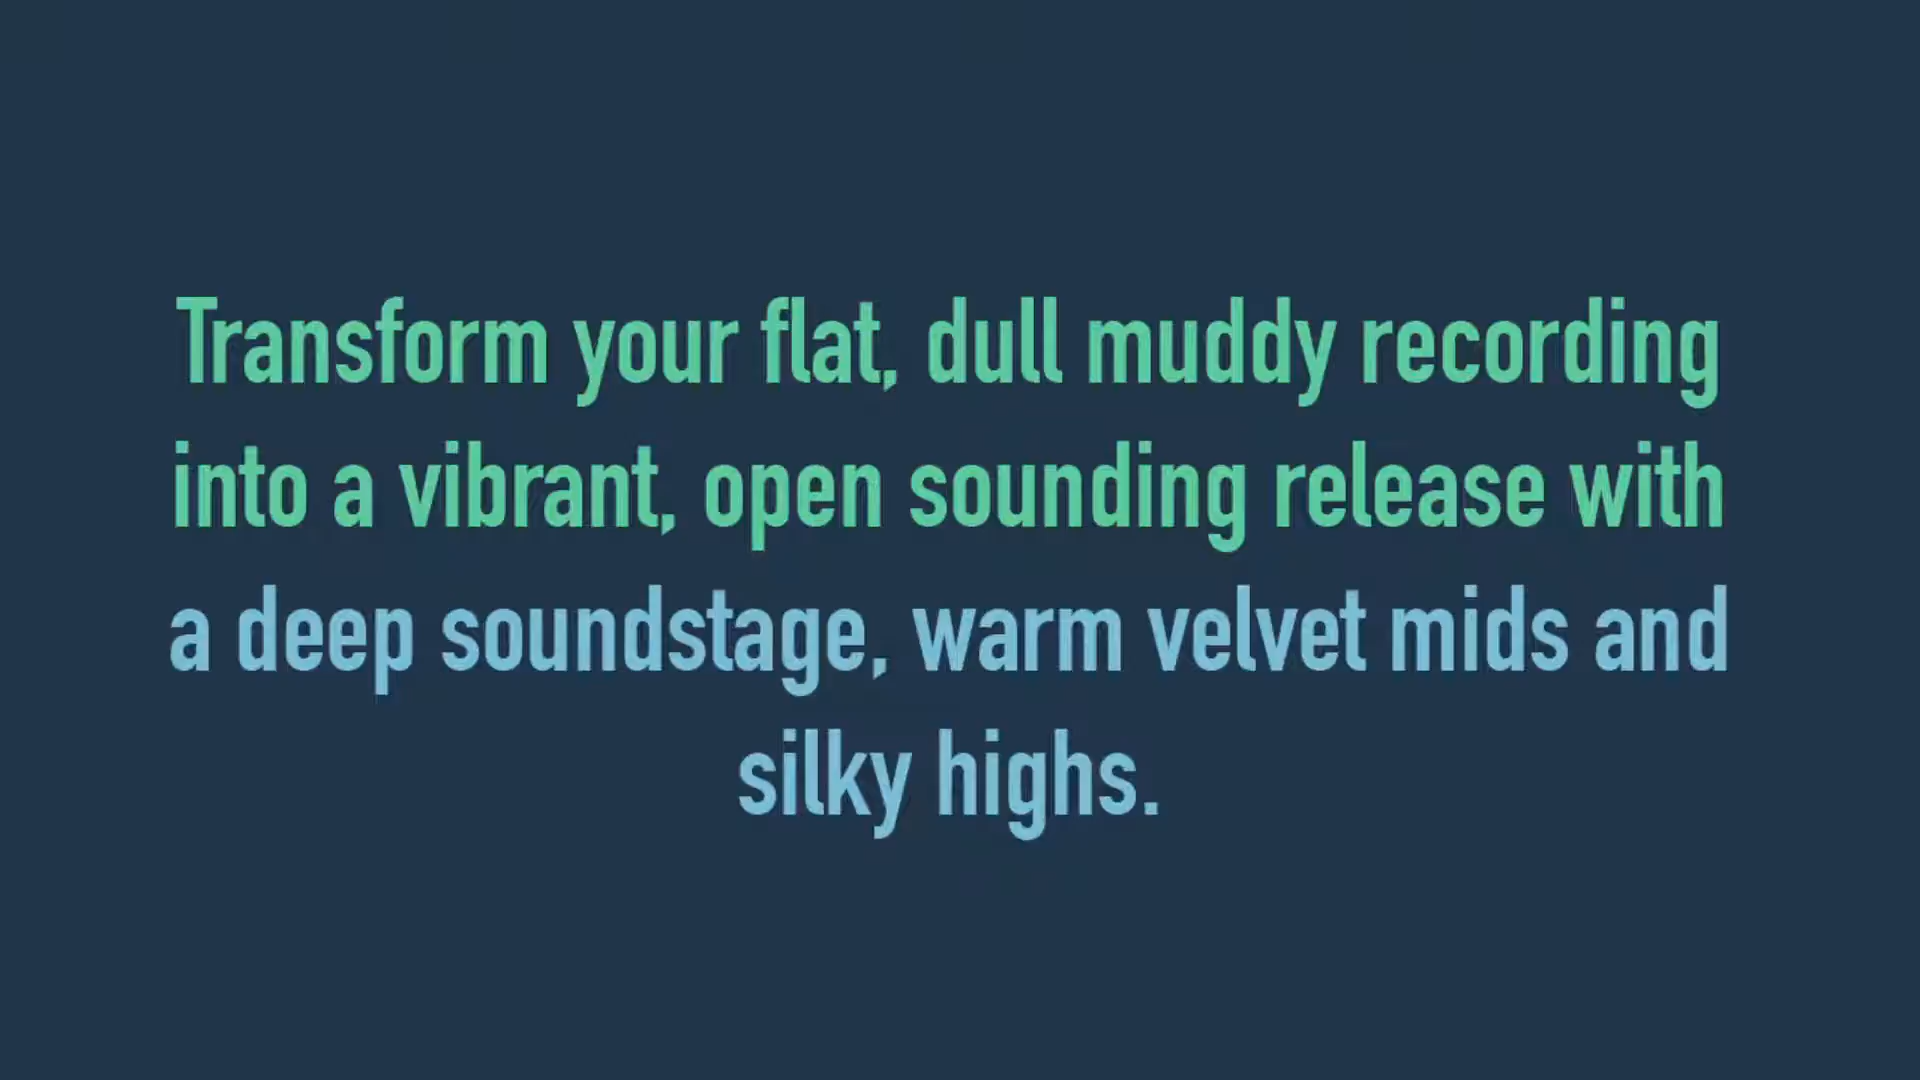 Transform your flat, dull muddy recording
into a vibrant, open sounding release with
a deep soundstage, warm velvet mids and
silky highs.